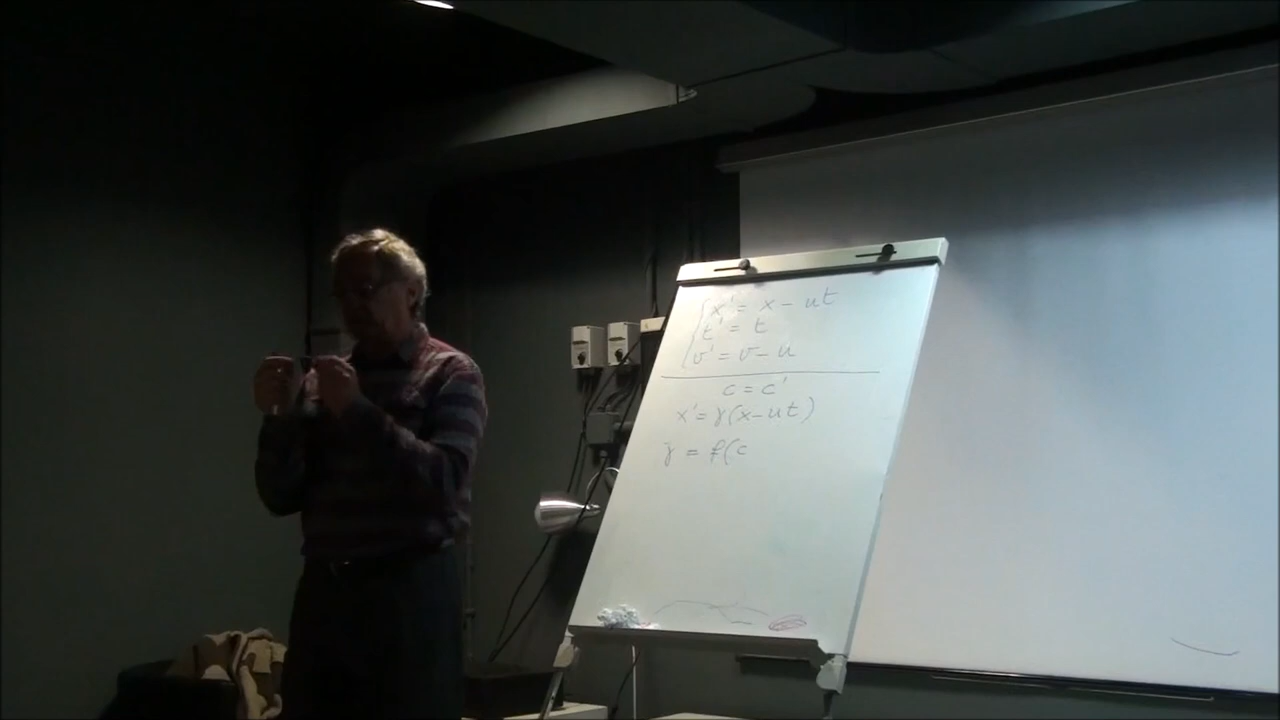 x' = x - ut
t' = t
v' = v - u
c = c'
x' = γ(x-ut)
γ = f(c